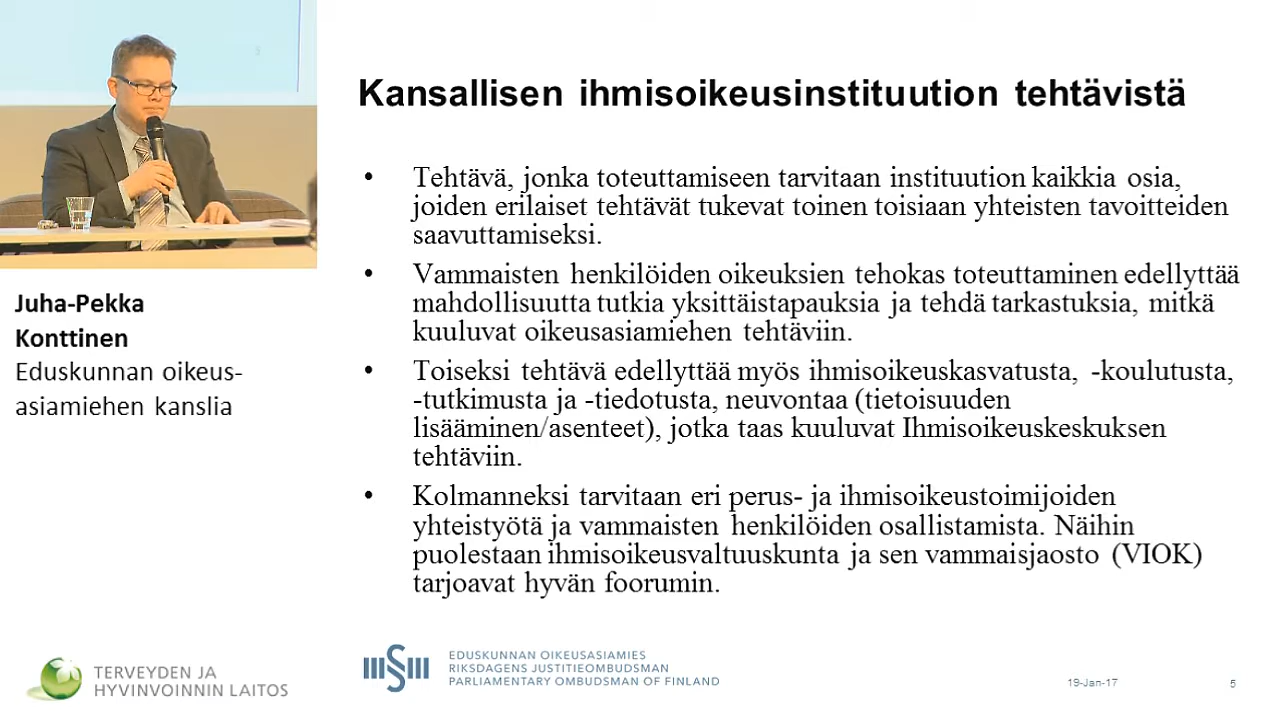 Kansallisen ihmisoikeusinstituution tehtävistä
• Tehtävä, jonka toteuttamiseen tarvitaan instituution kaikkia osia,
joiden erilaiset tehtävät tukevat toinen toisiaan yhteisten tavoitteiden
saavuttamiseksi.
• Vammaisten henkilöiden oikeuksien tehokas toteuttaminen edellyttää
mahdollisuutta tutkia yksittäistapauksia ja tehdä tarkastuksia, mitkä
kuuluvat oikeusasiamiehen tehtäviin.
• Toiseksi tehtävä edellyttää myös ihmisoikeuskasvatusta, -koulutusta,
-tutkimusta ja -tiedotusta, neuvontaa (tietoisuuden
lisääminen/asenteet), jotka taas kuuluvat Ihmisoikeuskeskuksen
tehtäviin.
• Kolmanneksi tarvitaan eri perus- ja ihmisoikeustoimijoiden
yhteistyötä ja vammaisten henkilöiden osallistamista. Näihin
puolestaan ihmisoikeusvaltuuskunta ja sen vammaisjaosto (VIOK)
tarjoavat hyvän foorumin.
Juha-Pekka
Konttinen
Eduskunnan oikeus-
asiamiehen kanslia
TERVEYDEN JA
HYVINVOINNIN LAITOS
EDUSKUNNAN OIKEUSASIAMIES
RIKSDAGENS JUSTITIEOMBUDSMAN
PARLIAMENTARY OMBUDSMAN OF FINLAND
19-Jan-17
5